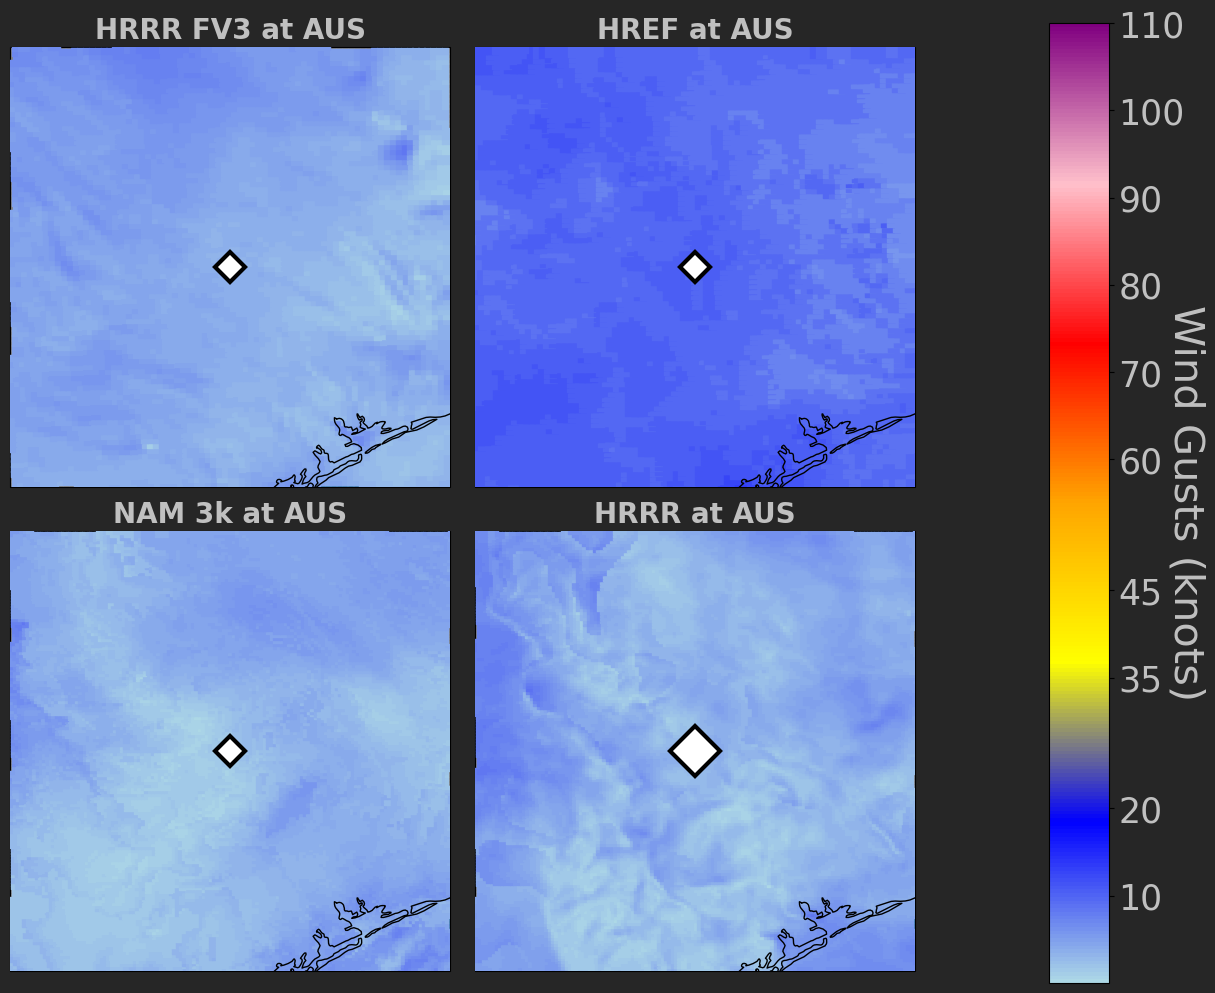 HRRR FV3 at AUS
HREF at AUS
NAM 3k at AUS
HRRR at AUS
110
100
90
80
70
60
45
35
20
10
Wind Gusts (knots)